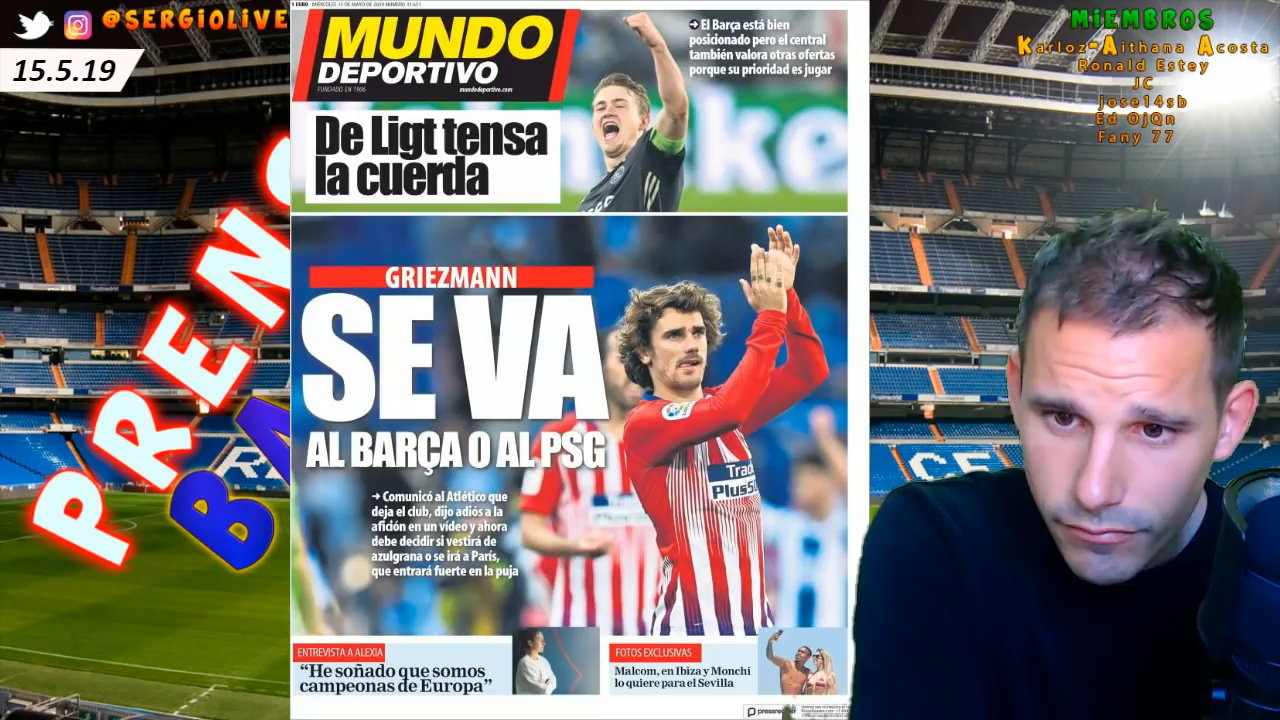 @SERGIOLIVE
15.5.19
PRENS
BA
MiEMBROS
Karloz-Aithana Acosta
Ronald Estey
JC
jose14sb
Ed OjQn
Fany 77
MUNDO
DEPORTIVO
FUNDADO EN 1906
mundodeportivo.com
De Ligt tensa
la cuerda
→ El Barça está bien
posicionado pero el central
también valora otras ofertas
porque su prioridad es jugar
GRIEZMANN
SE VA
AL BARÇA O AL PSG
→ Comunicó al Atlético que
deja el club, dijo adiós a la
afición en un vídeo y ahora
debe decidir si vestirá de
azulgrana o se irá a París,
que entrará fuerte en la puja
Plus5
ENTREVISTA A ALEXIA
“He soñado que somos
campeonas de Europa”
FOTOS EXCLUSIVAS
Malcom, en Ibiza y Monchi
lo quiere para el Sevilla